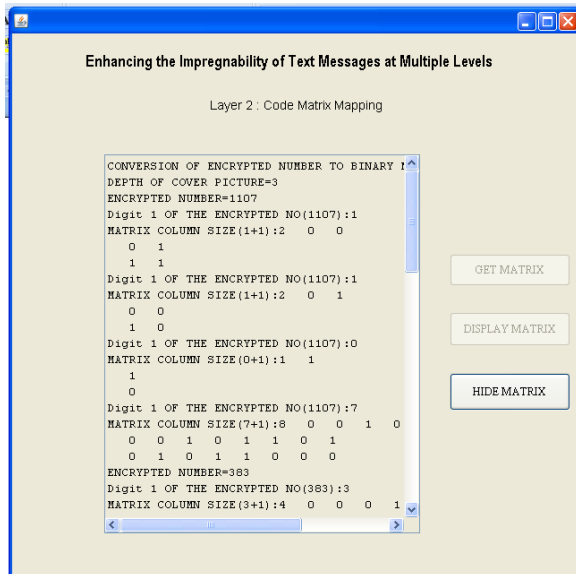 Enhancing the Impregnability of Text Messages at Multiple Levels
Layer 2 : Code Matrix Mapping
CONVERSION OF ENCRYPTED NUMBER TO BINARY
DEPTH OF COVER PICTURE=3
ENCRYPTED NUMBER=1107
Digit 1 OF THE ENCRYPTED NO(1107):1
MATRIX COLUMN SIZE(1+1):2 0 0
0 1
1 1
Digit 1 OF THE ENCRYPTED NO(1107):1
MATRIX COLUMN SIZE(1+1):2 0 1
0 0
1 0
Digit 1 OF THE ENCRYPTED NO(1107):0
MATRIX COLUMN SIZE(0+1):1 1
1
0
Digit 1 OF THE ENCRYPTED NO(1107):7
MATRIX COLUMN SIZE(7+1):8 0 0 1 0
0 0 1 0 1 1 0 1
0 1 0 1 1 0 0 0
ENCRYPTED NUMBER=383
Digit 1 OF THE ENCRYPTED NO(383):3
MATRIX COLUMN SIZE(3+1):4 0 0 0 1
GET MATRIX
DISPLAY MATRIX
HIDE MATRIX